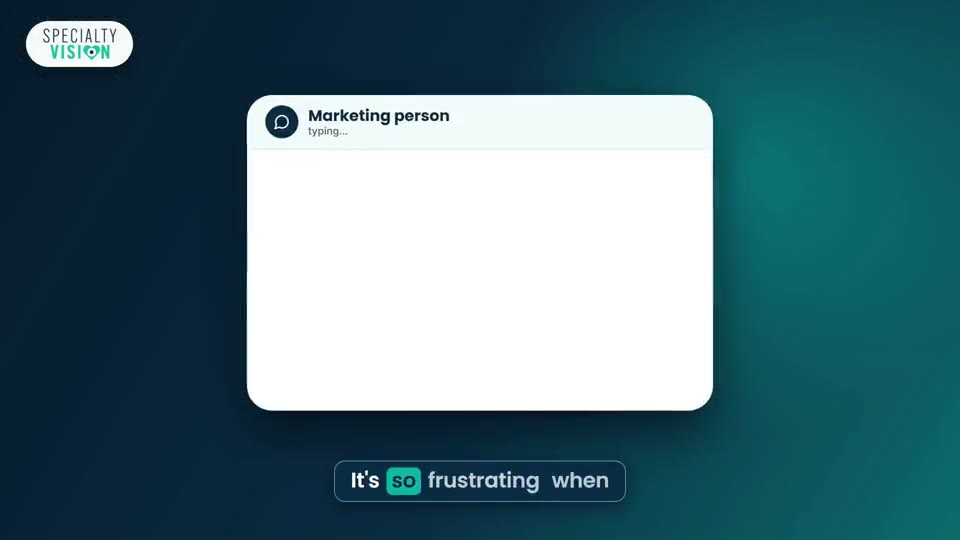 SPECIALTY
VISION
Marketing person
typing...
It's so frustrating when